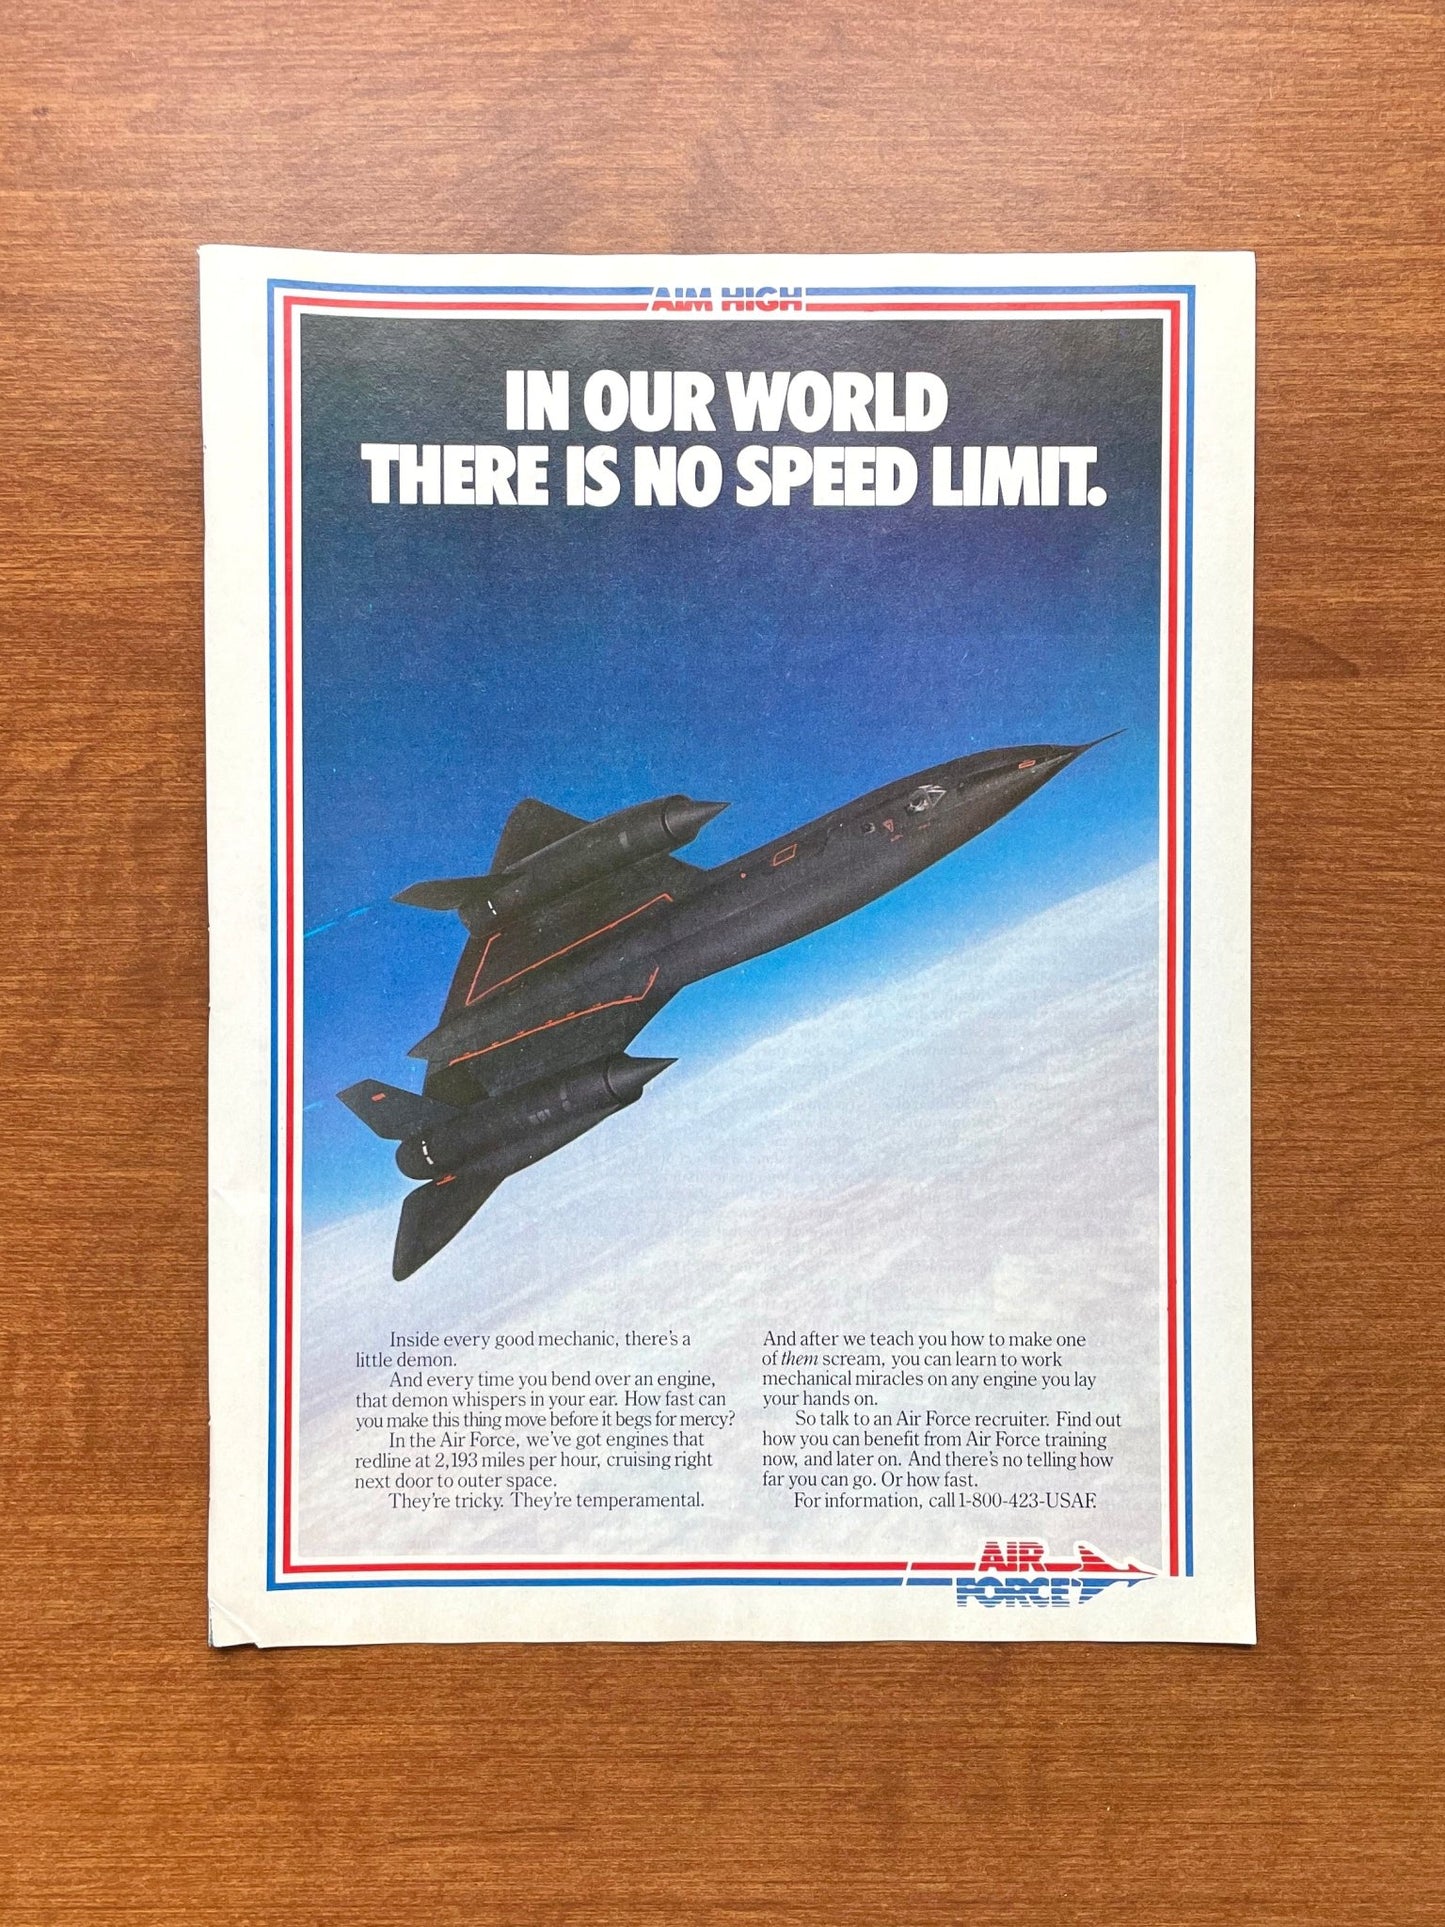 AIM HIGH
IN OUR WORLD
THERE IS NO SPEED LIMIT.
Inside every good mechanic, there's a
little demon.
And every time you bend over an engine,
that demon whispers in your ear. How fast can
you make this thing move before it begs for mercy?
In the Air Force, we've got engines that
redline at 2,193 miles per hour, cruising right
next door to outer space.
They're tricky. They're temperamental.
And after we teach you how to make one
of them scream, you can learn to work
mechanical miracles on any engine you lay
your hands on.
So talk to an Air Force recruiter. Find out
how you can benefit from Air Force training
now, and later on. And there's no telling how
far you can go. Or how fast.
For information, call 1-800-423-USAF.
AIR
FORCE